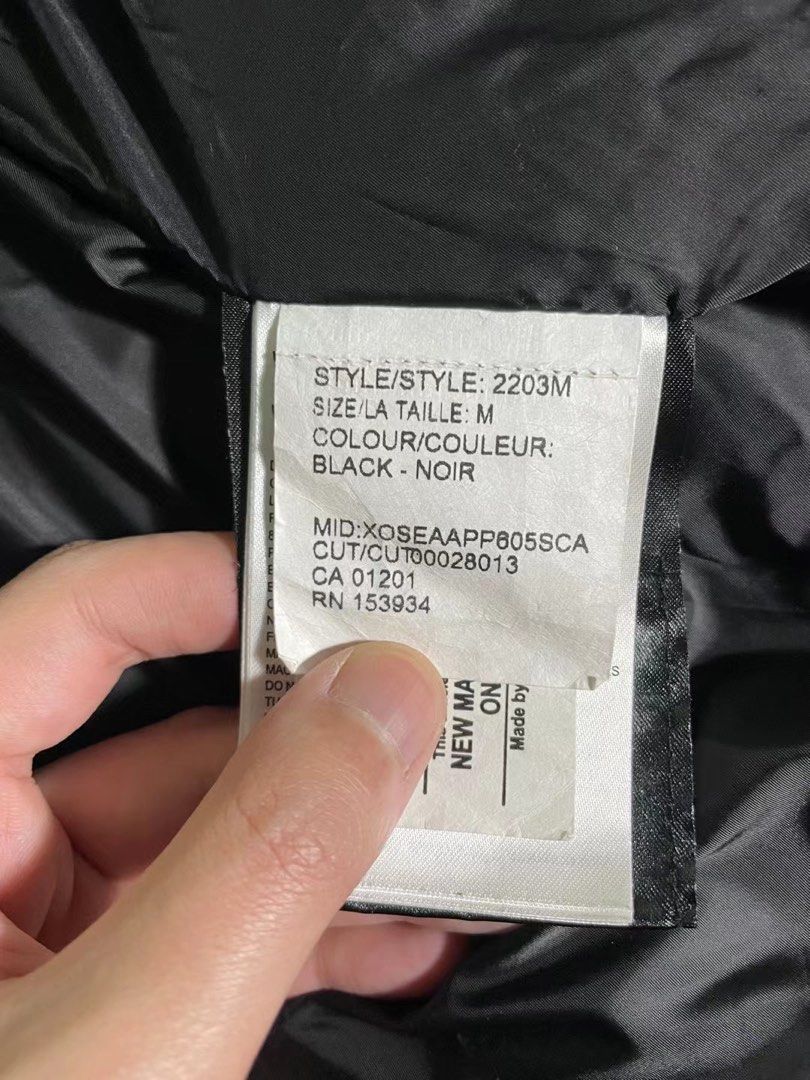 STYLE/STYLE: 2203M
SIZE/LA TAILLE: M
COLOUR/COULEUR:
BLACK - NOIR
MID:XOSEAAPP605SCA
CUT/CUT00028013
CA 01201
RN 153934
NEW MA
ON
Made by
DO N